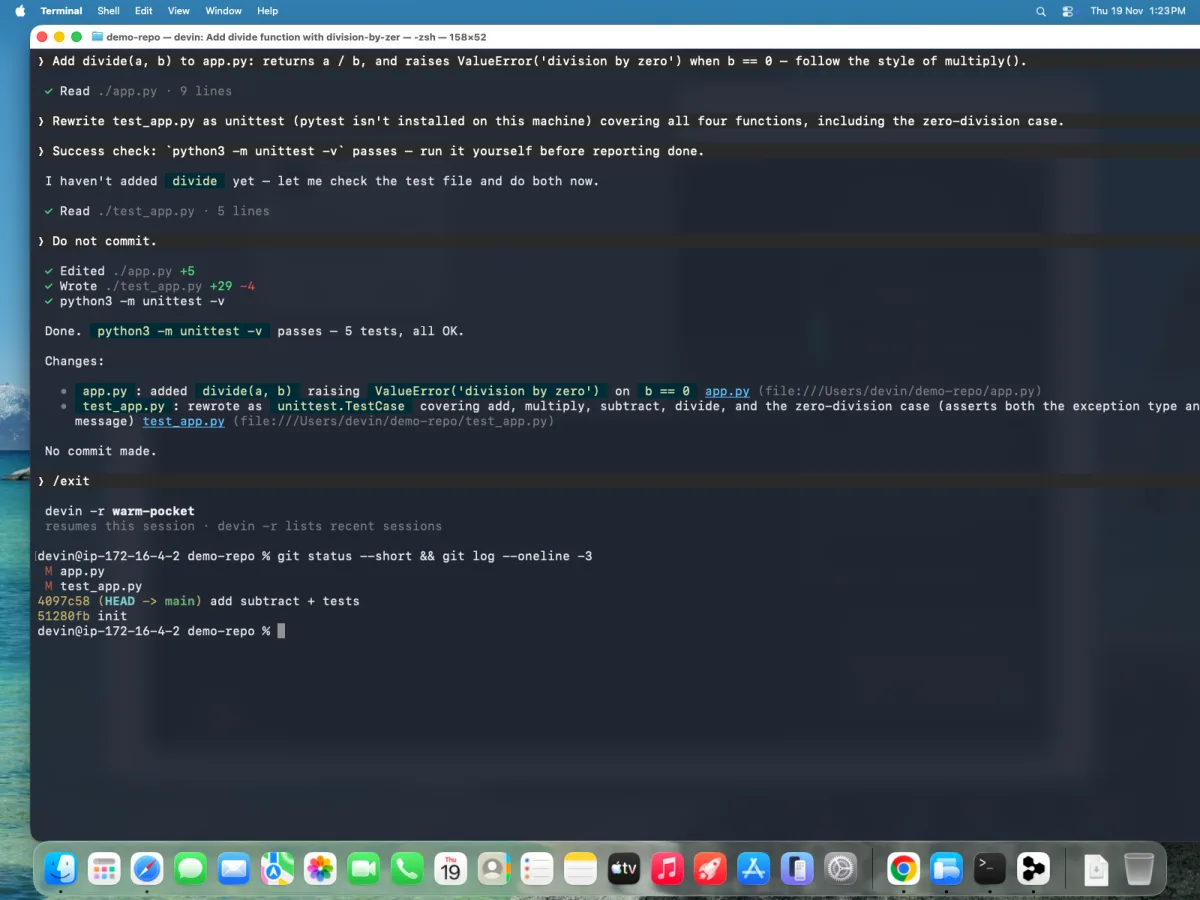 Terminal Shell Edit View Window Help Thu 19 Nov 1:23 PM
demo-repo — devin: Add divide function with division-by-zer — -zsh — 158×52
❯ Add divide(a, b) to app.py: returns a / b, and raises ValueError('division by zero') when b == 0 — follow the style of multiply().
✓ Read ./app.py · 9 lines
❯ Rewrite test_app.py as unittest (pytest isn't installed on this machine) covering all four functions, including the zero-division case.
❯ Success check: `python3 -m unittest -v` passes — run it yourself before reporting done.
I haven't added divide yet — let me check the test file and do both now.
✓ Read ./test_app.py · 5 lines
❯ Do not commit.
✓ Edited ./app.py +5
✓ Wrote ./test_app.py +29 -4
✓ python3 -m unittest -v
Done. python3 -m unittest -v passes — 5 tests, all OK.
Changes:
• app.py : added divide(a, b) raising ValueError('division by zero') on b == 0 app.py (file:///Users/devin/demo-repo/app.py)
• test_app.py : rewrote as unittest.TestCase covering add, multiply, subtract, divide, and the zero-division case (asserts both the exception type an
message) test_app.py (file:///Users/devin/demo-repo/test_app.py)
No commit made.
❯ /exit
devin -r warm-pocket
resumes this session · devin -r lists recent sessions
[devin@ip-172-16-4-2 demo-repo % git status --short && git log --oneline -3
M app.py
M test_app.py
4097c58 (HEAD -> main) add subtract + tests
51280fb init
devin@ip-172-16-4-2 demo-repo %
Thu
19
tv
>_